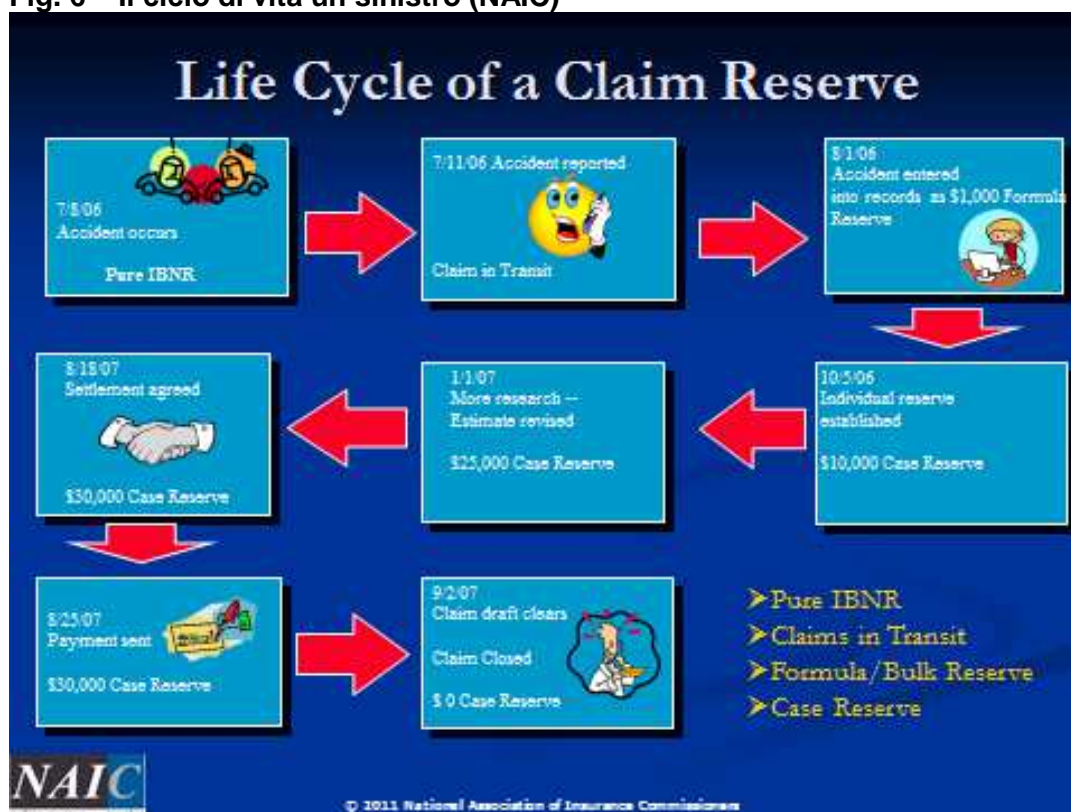 Fig. 6 – Il ciclo di vita un sinistro (NAIC)
Life Cycle of a Claim Reserve
7/8/06
Accident occurs
Pure IBNR
7/11/06 Accident reported
Claim in Transit
8/1/06
Accident entered
into records as $1,000 Formula
Reserve
8/18/07
Settlement agreed
$30,000 Case Reserve
1/1/07
More research –
Estimate revised
$25,000 Case Reserve
10/5/06
Individual reserve
established
$10,000 Case Reserve
8/25/07
Payment sent
$30,000 Case Reserve
9/2/07
Claim draft clears
Claim Closed
$ 0 Case Reserve
➤Pure IBNR
➤Claims in Transit
➤Formula/Bulk Reserve
➤Case Reserve
NAIC
© 2011 National Association of Insurance Commissioners